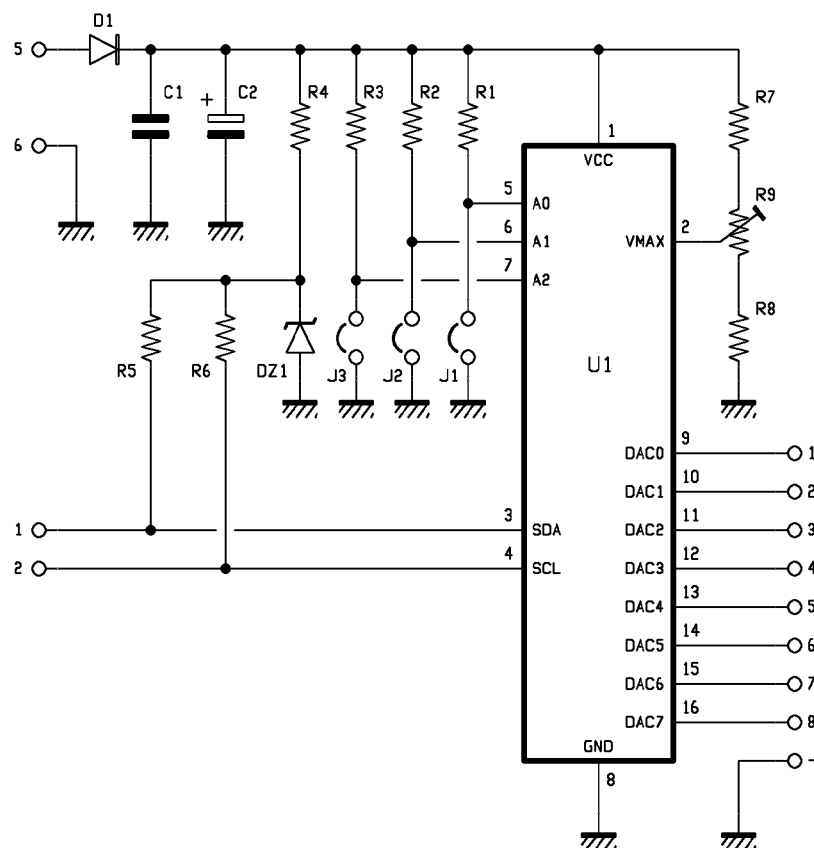 D1
5
C1
+
C2
R4
R3
R2
R1
R7
6
1
VCC
5
A0
R9
6
A1
VMAX
2
7
A2
R8
R5
R6
DZ1
J3
J2
J1
U1
9
DAC0
1
10
DAC1
2
1
3
SDA
11
DAC2
3
2
4
SCL
12
DAC3
4
13
DAC4
5
14
DAC5
6
15
DAC6
7
16
DAC7
8
GND
8
-